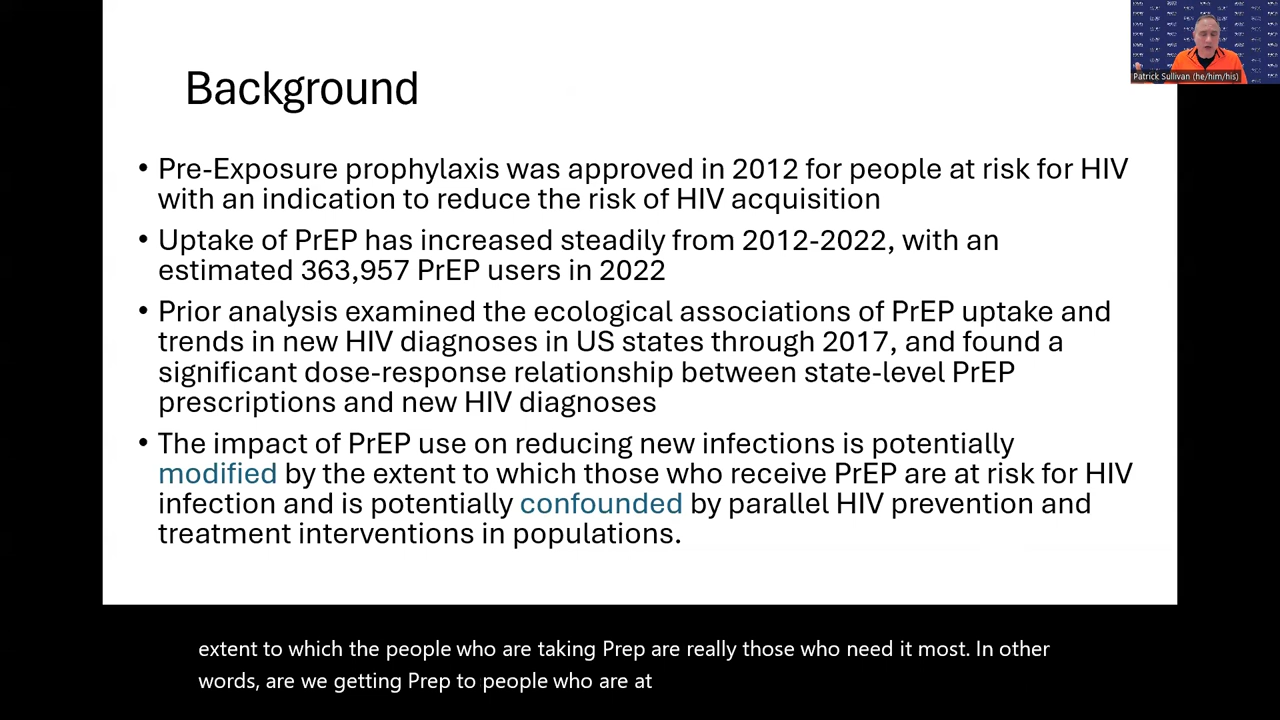 Patrick Sullivan (he/him/his)
Background
• Pre-Exposure prophylaxis was approved in 2012 for people at risk for HIV
with an indication to reduce the risk of HIV acquisition
• Uptake of PrEP has increased steadily from 2012-2022, with an
estimated 363,957 PrEP users in 2022
• Prior analysis examined the ecological associations of PrEP uptake and
trends in new HIV diagnoses in US states through 2017, and found a
significant dose-response relationship between state-level PrEP
prescriptions and new HIV diagnoses
• The impact of PrEP use on reducing new infections is potentially
modified by the extent to which those who receive PrEP are at risk for HIV
infection and is potentially confounded by parallel HIV prevention and
treatment interventions in populations.
extent to which the people who are taking Prep are really those who need it most. In other
words, are we getting Prep to people who are at